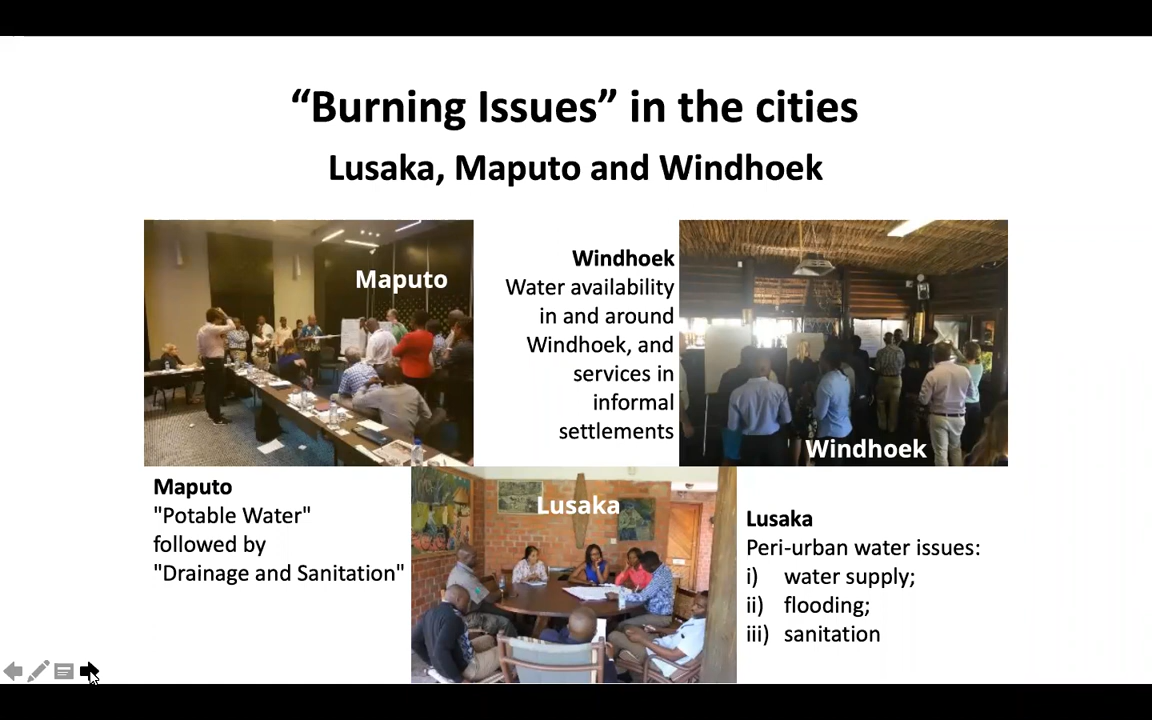 “Burning Issues” in the cities
Lusaka, Maputo and Windhoek
Maputo
Windhoek
Water availability
in and around
Windhoek, and
services in
informal
settlements
Windhoek
Maputo
"Potable Water"
followed by
"Drainage and Sanitation"
Lusaka
Lusaka
Peri-urban water issues:
i) water supply;
ii) flooding;
iii) sanitation